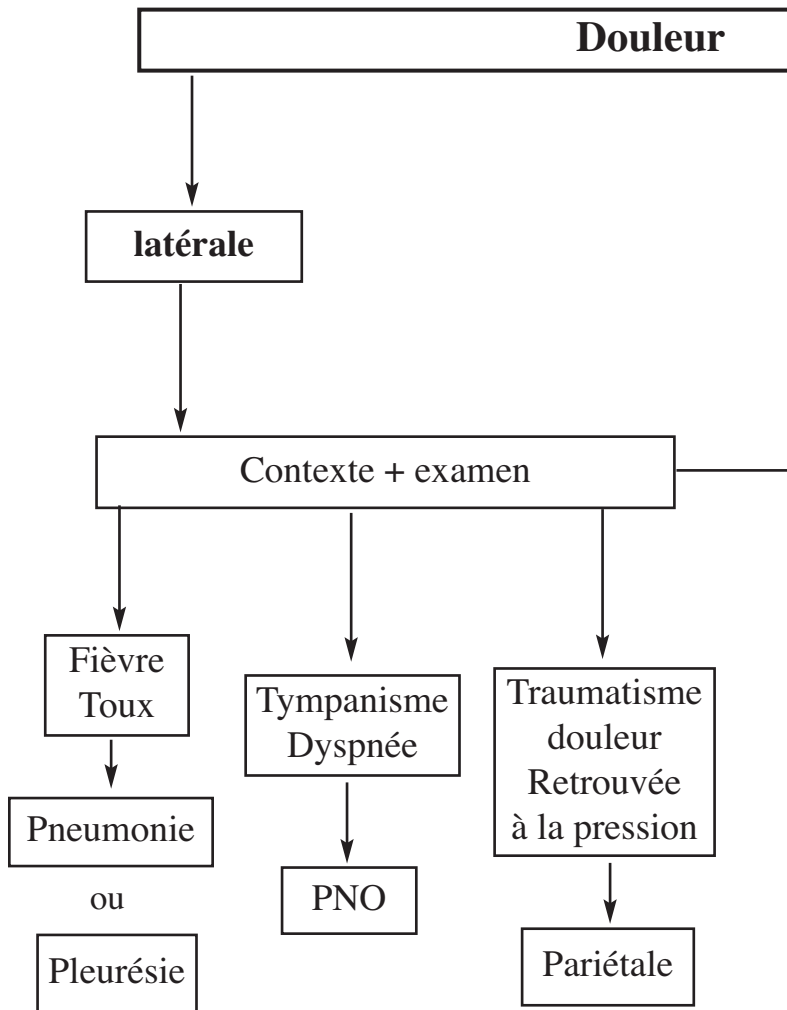 Douleur
latérale
Contexte + examen
Fièvre
Toux
Pneumonie
ou
Pleurésie
Tympanisme
Dyspnée
PNO
Traumatisme
douleur
Retrouvée
à la pression
Pariétale